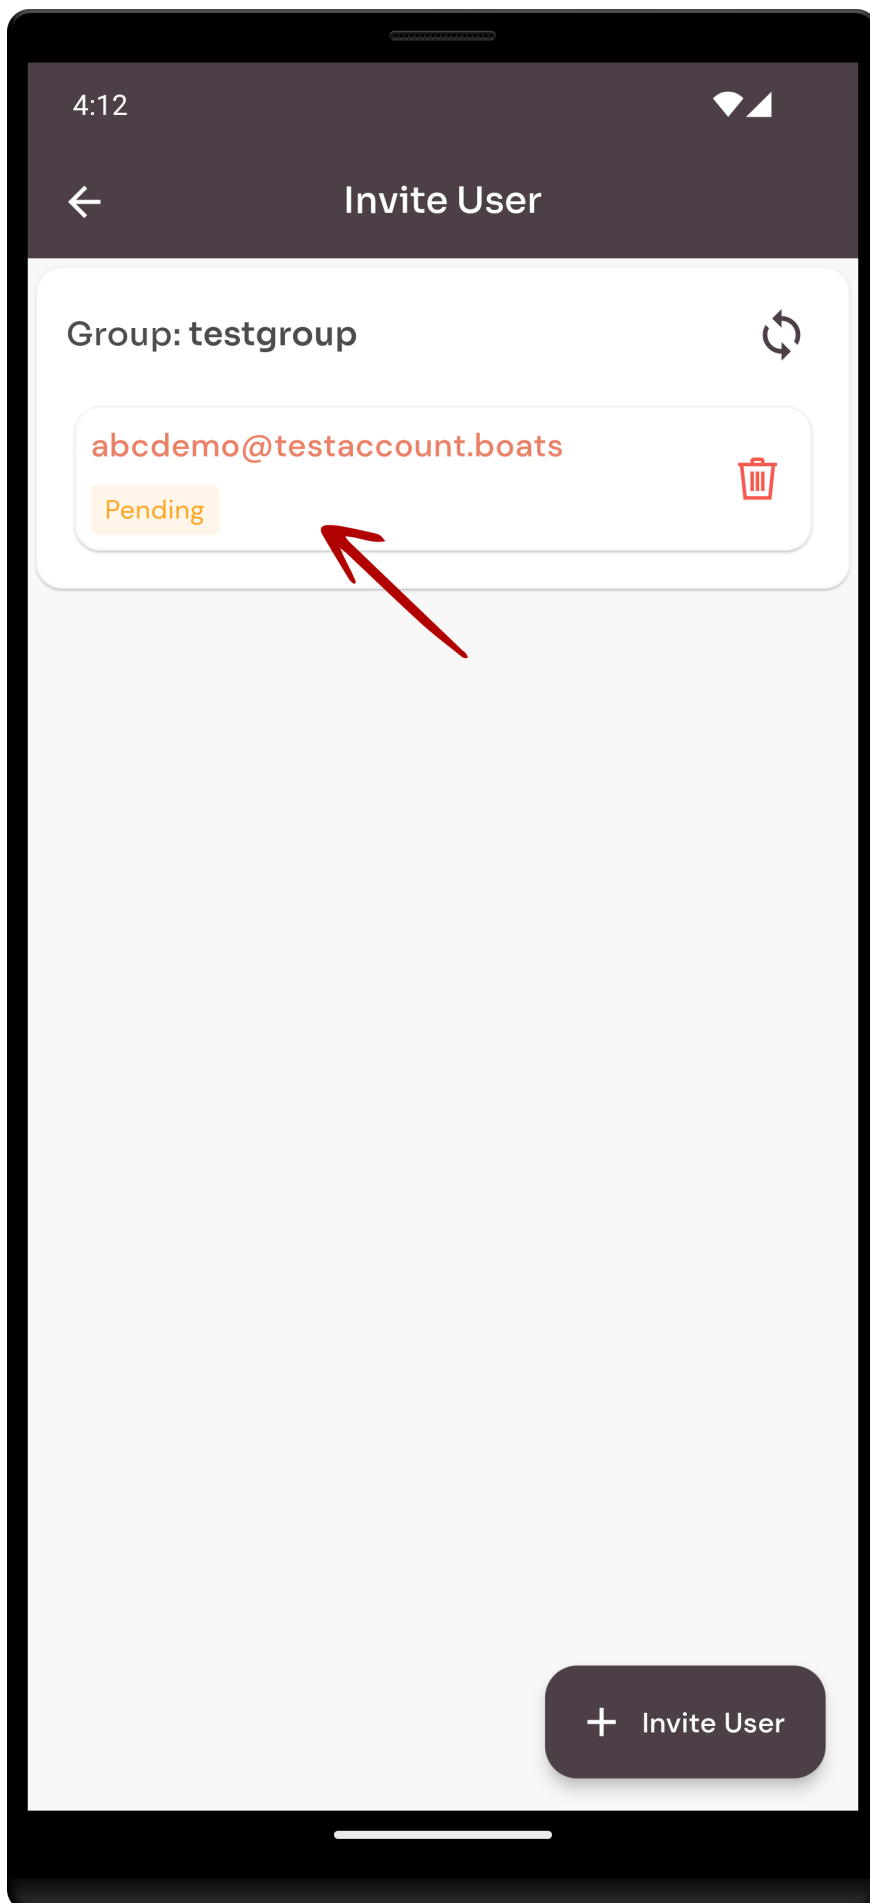 4:12
Invite User
Group: testgroup
abcdemo@testaccount.boats
Pending
Invite User